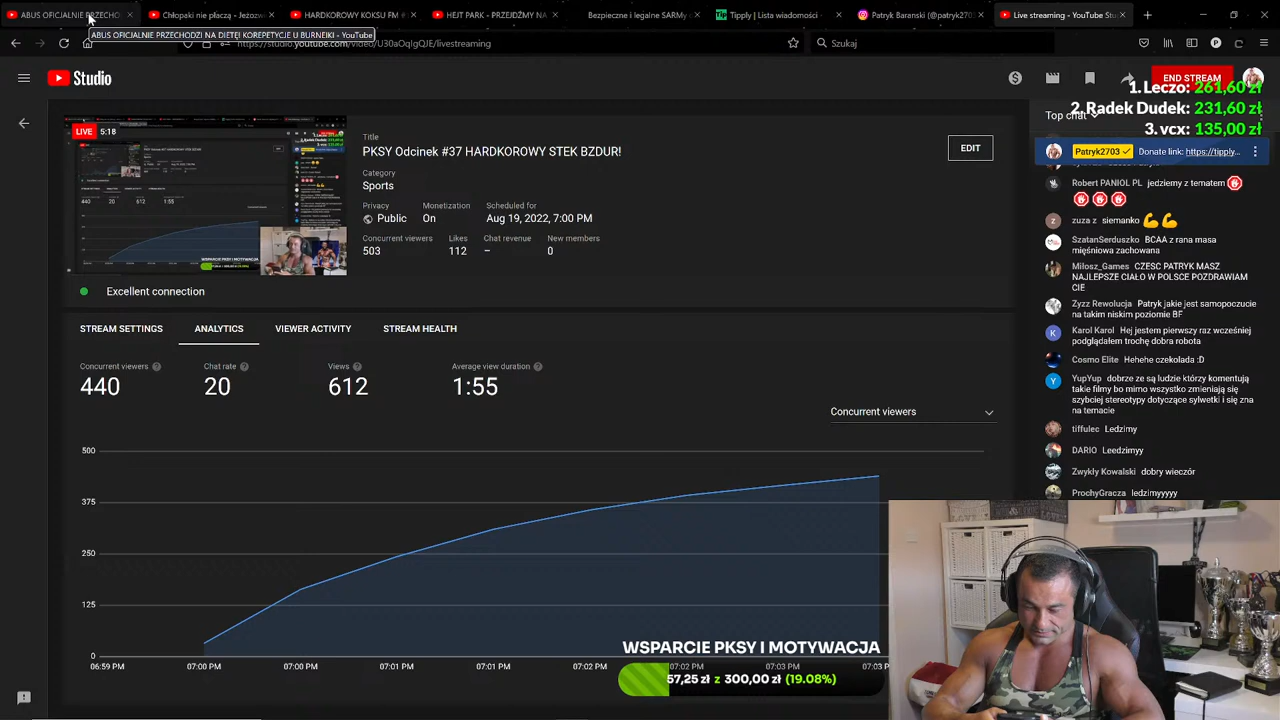 ABUS OFICJALNIE PRZECHO
Chłopaki nie płaczą - Jeżozwi
HARDKOROWY KOKSU FM #
HEJT PARK - PRZEJDŹMY NA
Bezpieczne i legalne SARMy
Tipply | Lista wiadomości
Patryk Baranski (@patryk2703
Live streaming - YouTube Stu
ABUS OFICJALNIE PRZECHODZI NA DIETĘ! KOREPETYCJE U BURNEIKI - YouTube
https://studio.youtube.com/video/U30aOqIgQJE/livestreaming
Szukaj
Studio
END STREAM
1. Leczo: 261,60 zł
2. Radek Dudek: 231,60 zł
3. vcx: 135,00 zł
Top chat
LIVE 5:18
Title
PKSY Odcinek #37 HARDKOROWY STEK BZDUR!
EDIT
Category
Sports
Privacy
Monetization
Scheduled for
Public
On
Aug 19, 2022, 7:00 PM
Concurrent viewers
Likes
Chat revenue
New members
503
112
–
0
Excellent connection
STREAM SETTINGS
ANALYTICS
VIEWER ACTIVITY
STREAM HEALTH
Concurrent viewers
Chat rate
Views
Average view duration
440
20
612
1:55
Concurrent viewers
500
375
250
125
0
06:59 PM
07:00 PM
07:00 PM
07:01 PM
07:01 PM
07:02 PM
07:02 PM
07:03 PM
07:03 P
WSPARCIE PKSY I MOTYWACJA
57,25 zł z 300,00 zł (19.08%)
Patryk2703 Donate link: https://tipply...
Robert PANIOL PL jedziemy z tematem
zuza z siemanko
SzatanSerduszko BCAA z rana masa
mięśniowa zachowana
Miłosz_Games CZESC PATRYK MASZ
NAJLEPSZE CIAŁO W POLSCE POZDRAWIAM
CIE
Zyzz Rewolucja Patryk jakie jest samopoczucie
na takim niskim poziomie BF
Karol Karol Hej jestem pierwszy raz wcześniej
podglądałem trochę dobra robota
Cosmo Elite Hehehe czekolada :D
YupYup dobrze ze są ludzie którzy komentują
takie filmy bo mimo wszystko zmieniają się
szybciej stereotypy dotyczące sylwetki i się zna
na temacie
tiffulec Ledzimy
DARIO Leedzimyy
Zwykły Kowalski dobry wieczór
ProchyGracza ledzimyyyyy